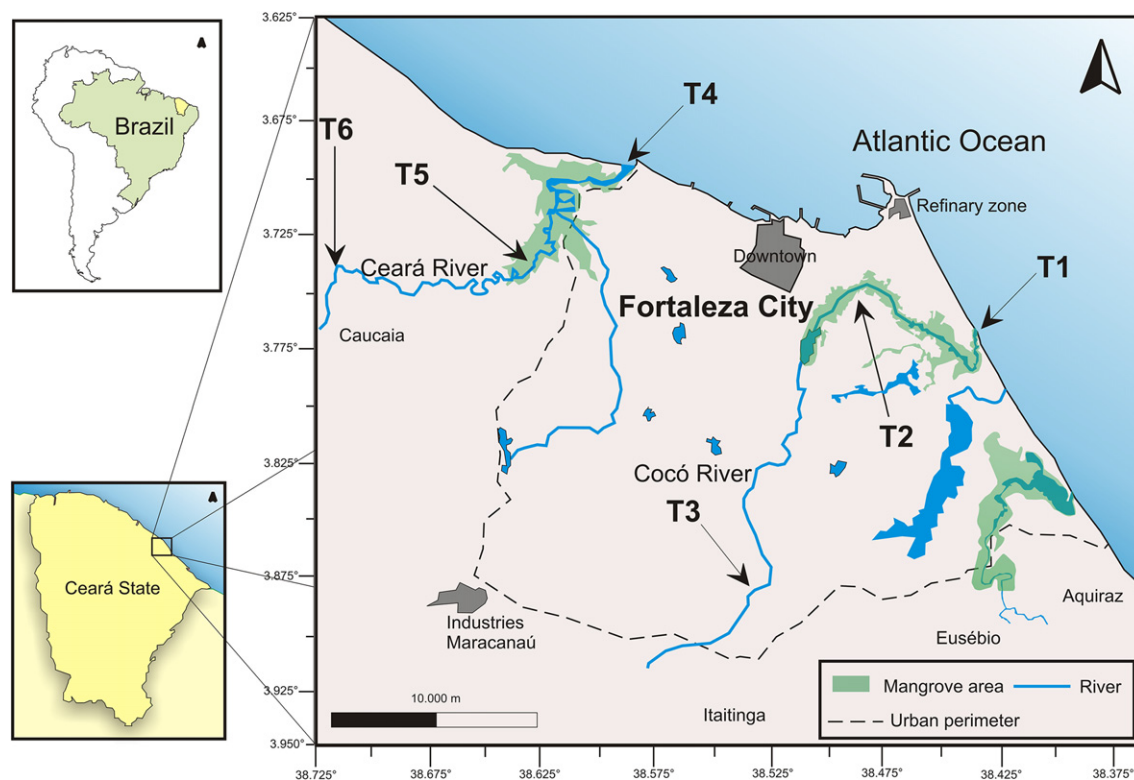 A
Brazil
A
Ceará State
3.625°
3.675°
3.725°
3.775°
3.825°
3.875°
3.925°
3.950°
T4
T6
Atlantic Ocean
T5
Refinary zone
Downtown
Ceará River
T1
Fortaleza City
Caucaia
T2
Cocó River
T3
Industries
Maracanaú
Aquiraz
Eusébio
10.000 m
Itaitinga
Mangrove area
River
Urban perimeter
38.725°
38.675°
38.625°
38.575°
38.525°
38.475°
38.425°
38.375°